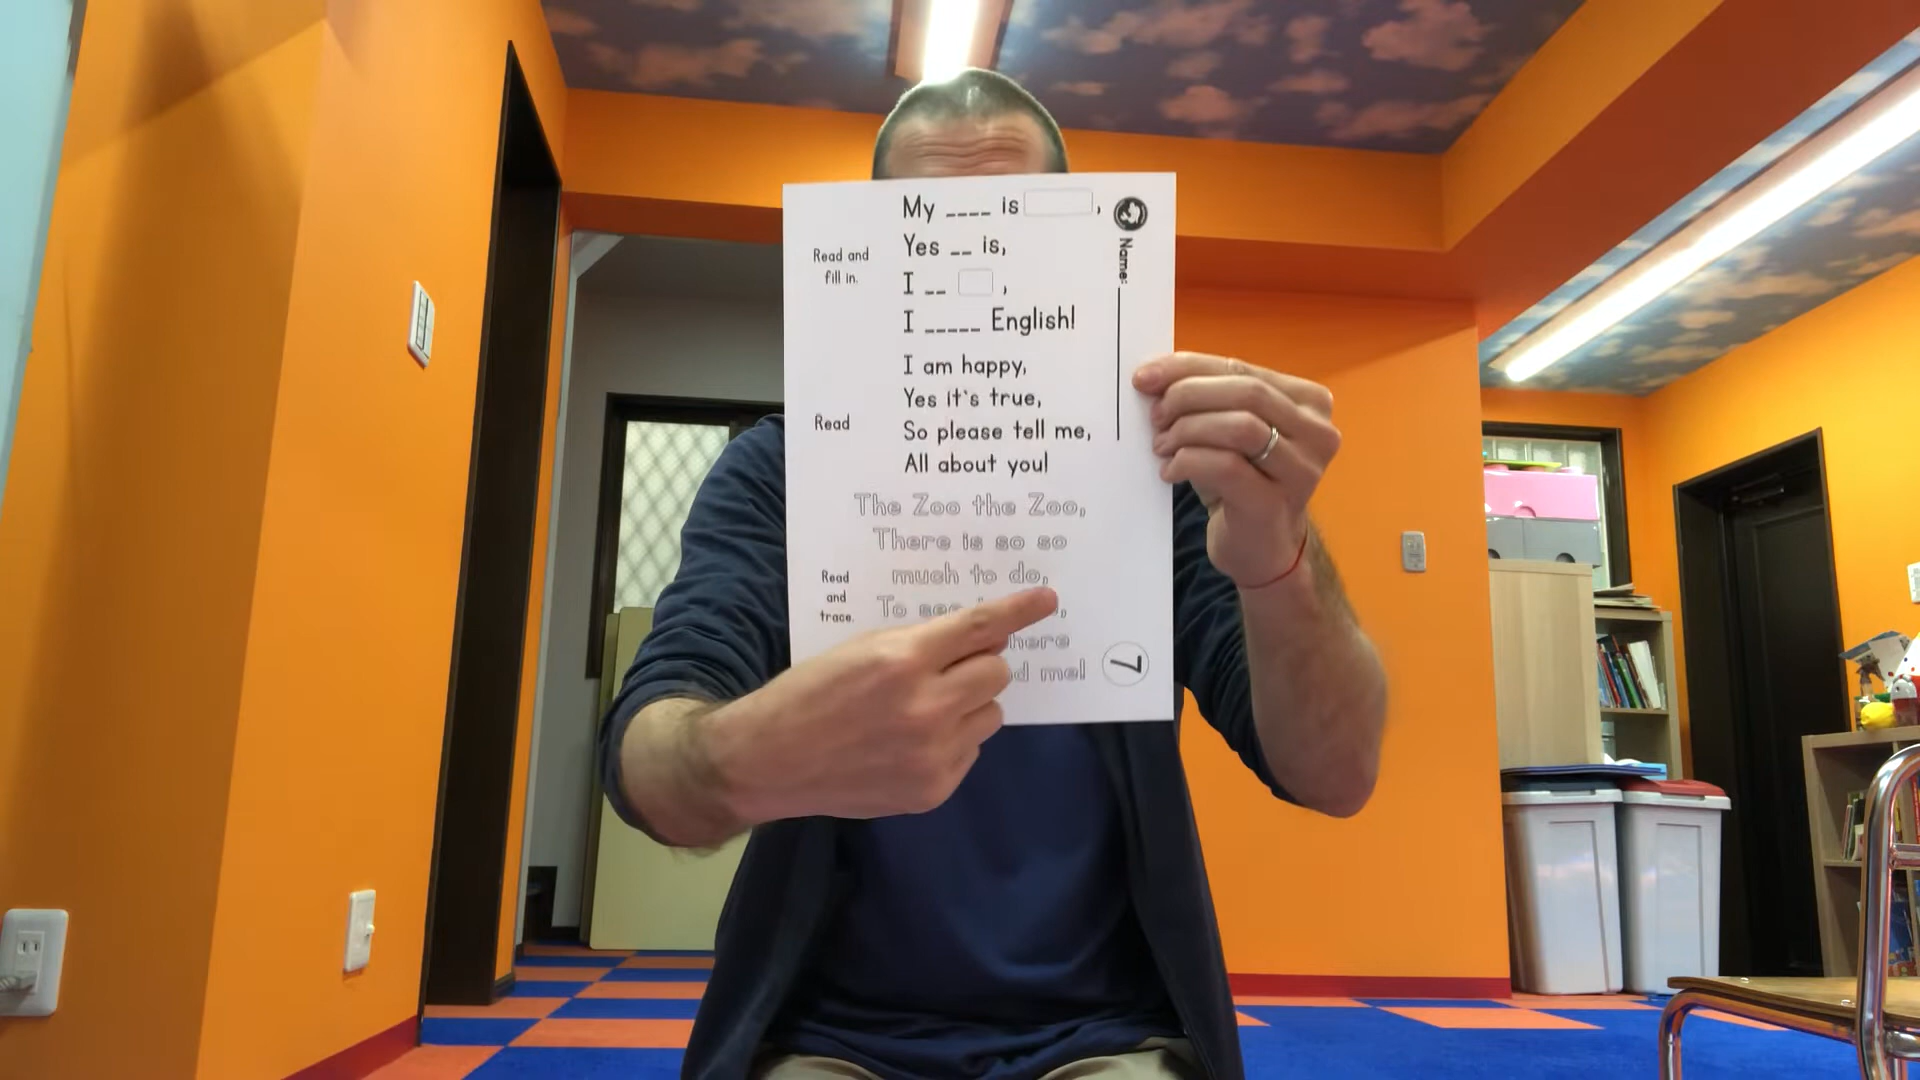 My ____ is ,
Yes __ is,
I __ ,
I _____ English!
Read and
fill in.
I am happy,
Yes it's true,
So please tell me,
All about you!
Read
The Zoo the Zoo,
There is so so
much to do,
To see
here
me!
Read
and
trace.
Name:
7